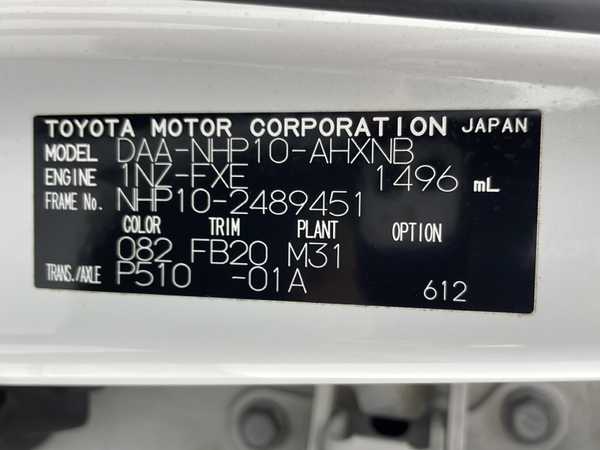 TOYOTA MOTOR CORPORATION JAPAN
MODEL DAA-NHP10-AHXNB
ENGINE 1NZ-FXE 1496 mL
FRAME No. NHP10-2489451
COLOR TRIM PLANT OPTION
082 FB20 M31
TRANS./AXLE P510 -01A
612